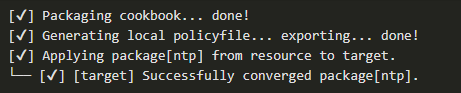 [✔] Packaging cookbook... done!
[✔] Generating local policyfile... exporting... done!
[✔] Applying package[ntp] from resource to target.
└── [✔] [target] Successfully converged package[ntp].